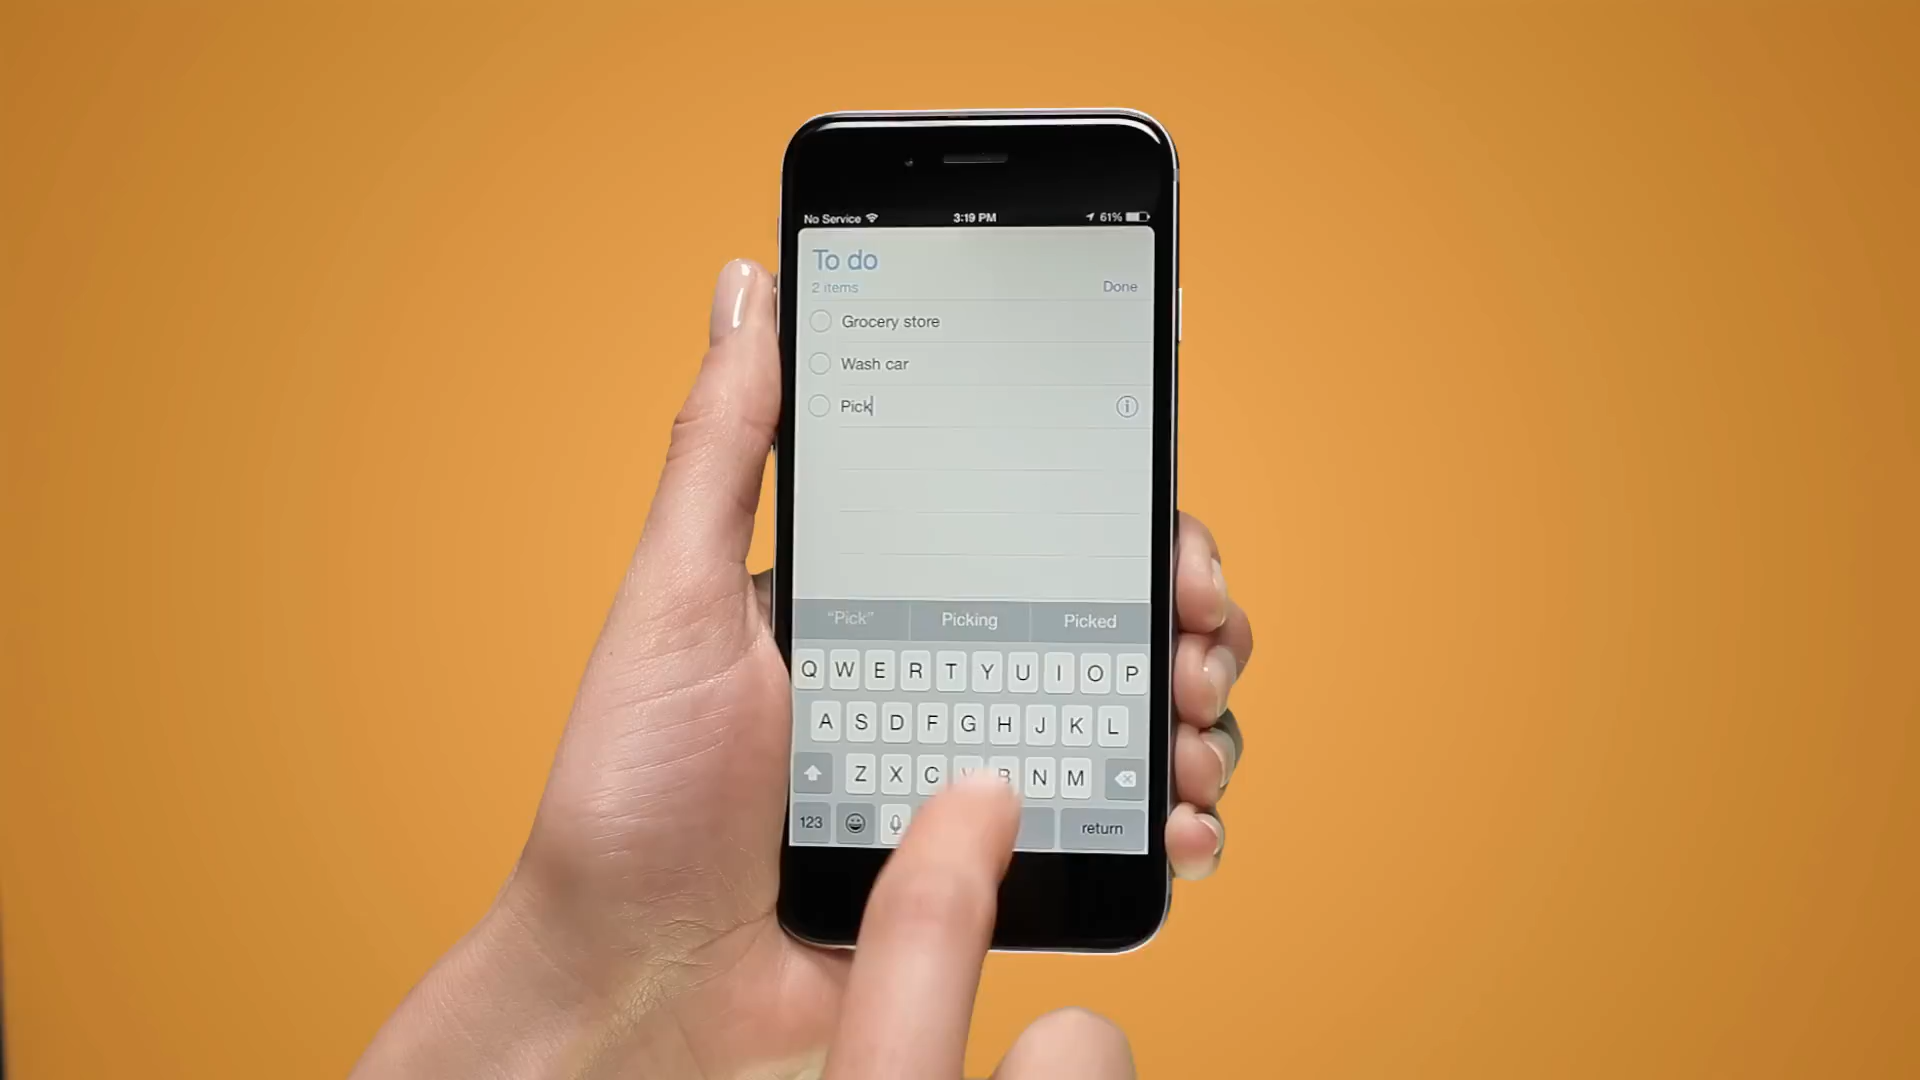 No Service 3:19 PM 61%
To do
2 items Done
Grocery store
Wash car
Pick
i
“Pick” Picking Picked
Q W E R T Y U I O P
A S D F G H J K L
Z X C V B N M
123 return